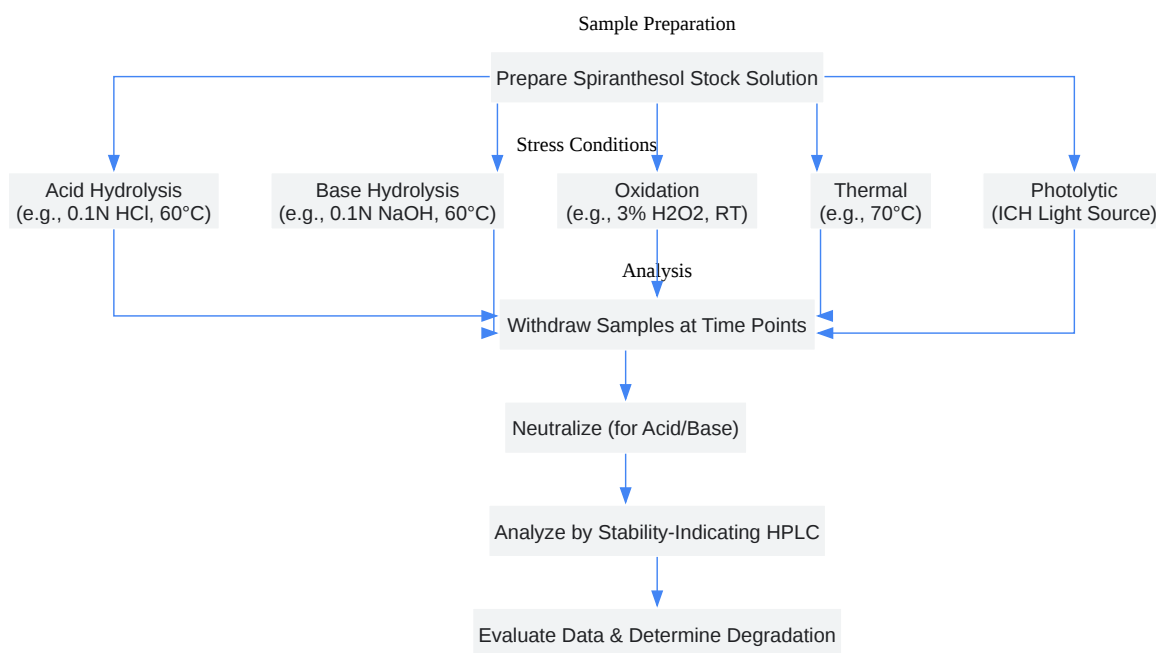 Sample Preparation
Prepare Spiranthesol Stock Solution
Stress Conditions
Acid Hydrolysis
(e.g., 0.1N HCl, 60°C)
Base Hydrolysis
(e.g., 0.1N NaOH, 60°C)
Oxidation
(e.g., 3% H2O2, RT)
Thermal
(e.g., 70°C)
Photolytic
(ICH Light Source)
Analysis
Withdraw Samples at Time Points
Neutralize (for Acid/Base)
Analyze by Stability-Indicating HPLC
Evaluate Data & Determine Degradation